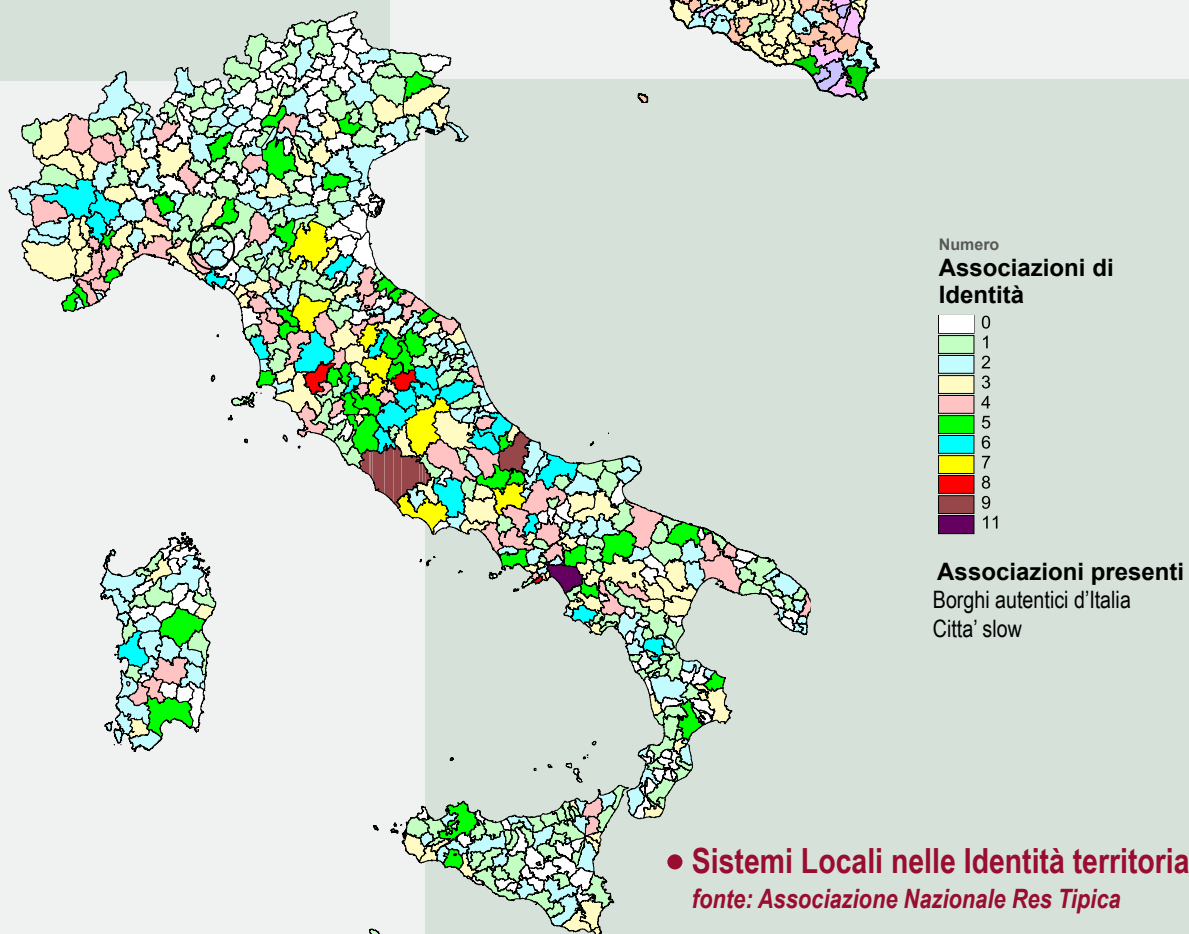 Numero
Associazioni di
Identità
0
1
2
3
4
5
6
7
8
9
11
Associazioni presenti
Borghi autentici d'Italia
Citta' slow
• Sistemi Locali nelle Identità territoria
fonte: Associazione Nazionale Res Tipica